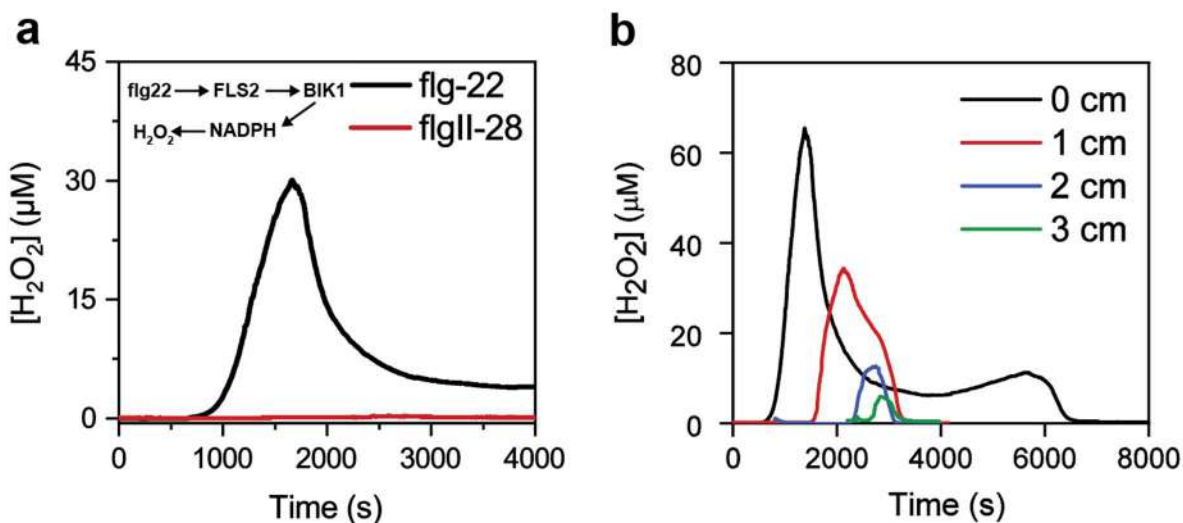 a
45
30
15
0
[H₂O₂] (μM)
flg22 → FLS2 → BIK1
H₂O₂ ← NADPH
flg-22
flgII-28
0 1000 2000 3000 4000
Time (s)
b
80
60
40
20
0
[H₂O₂] (μM)
0 cm
1 cm
2 cm
3 cm
0 2000 4000 6000 8000
Time (s)